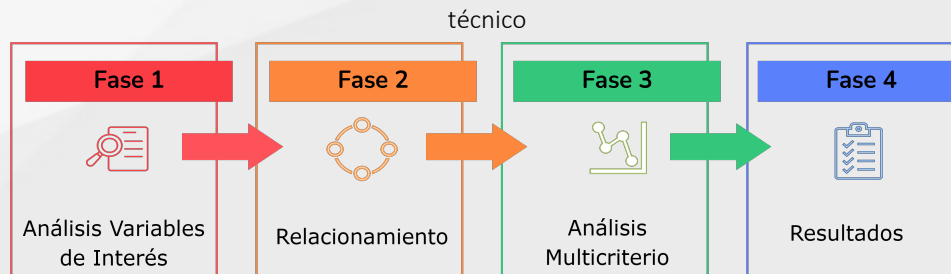 técnico
Fase 1
Fase 2
Fase 3
Fase 4
Análisis Variables
de Interés
Relacionamiento
Análisis
Multicriterio
Resultados